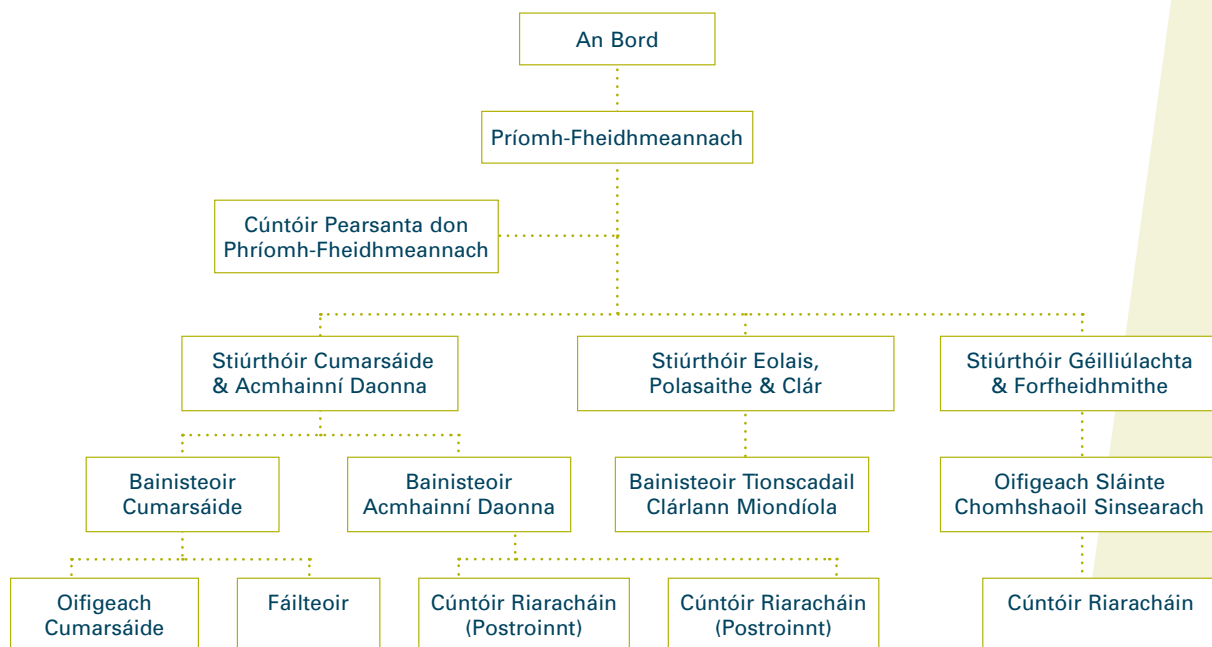 An Bord
Príomh-Fheidhmeannach
Cúntóir Pearsanta don
Phríomh-Fheidhmeannach
Stiúrthóir Cumarsáide
& Acmhainní Daonna
Stiúrthóir Eolais,
Polasaithe & Clár
Stiúrthóir Géilliúlachta
& Forfheidhmithe
Bainisteoir
Cumarsáide
Bainisteoir
Acmhainní Daonna
Bainisteoir Tionscadail
Clárlann Miondíola
Oifigeach Sláinte
Chomhshaoil Sinsearach
Oifigeach
Cumarsáide
Fáilteoir
Cúntóir Riaracháin
(Postroinnt)
Cúntóir Riaracháin
(Postroinnt)
Cúntóir Riaracháin